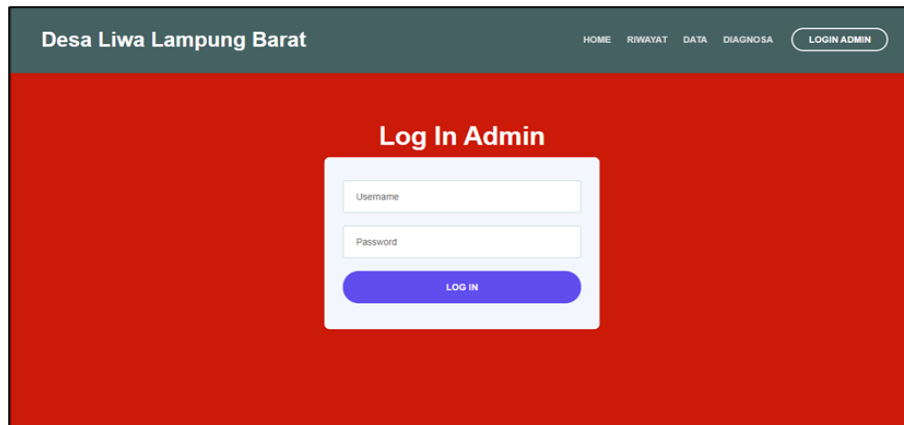 Desa Liwa Lampung Barat
HOME RIWAYAT DATA DIAGNOSA LOGIN ADMIN
Log In Admin
Username
Password
LOG IN